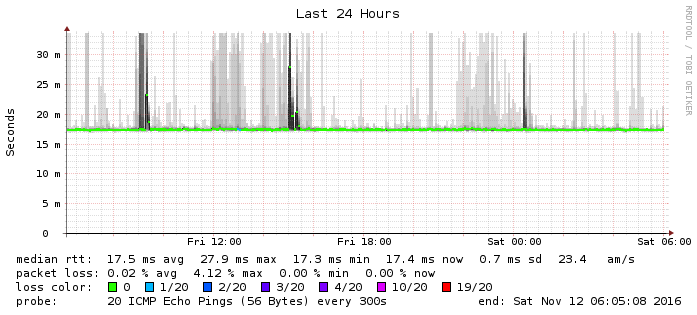 Last 24 Hours
RRDTOOL / TOBI OETIKER
Seconds
30 m
25 m
20 m
15 m
10 m
5 m
0
Fri 12:00 Fri 18:00 Sat 00:00 Sat 06:00
median rtt: 17.5 ms avg 27.9 ms max 17.3 ms min 17.4 ms now 0.7 ms sd 23.4 am/s
packet loss: 0.02 % avg 4.12 % max 0.00 % min 0.00 % now
loss color: 0 1/20 2/20 3/20 4/20 10/20 19/20
probe: 20 ICMP Echo Pings (56 Bytes) every 300s end: Sat Nov 12 06:05:08 2016